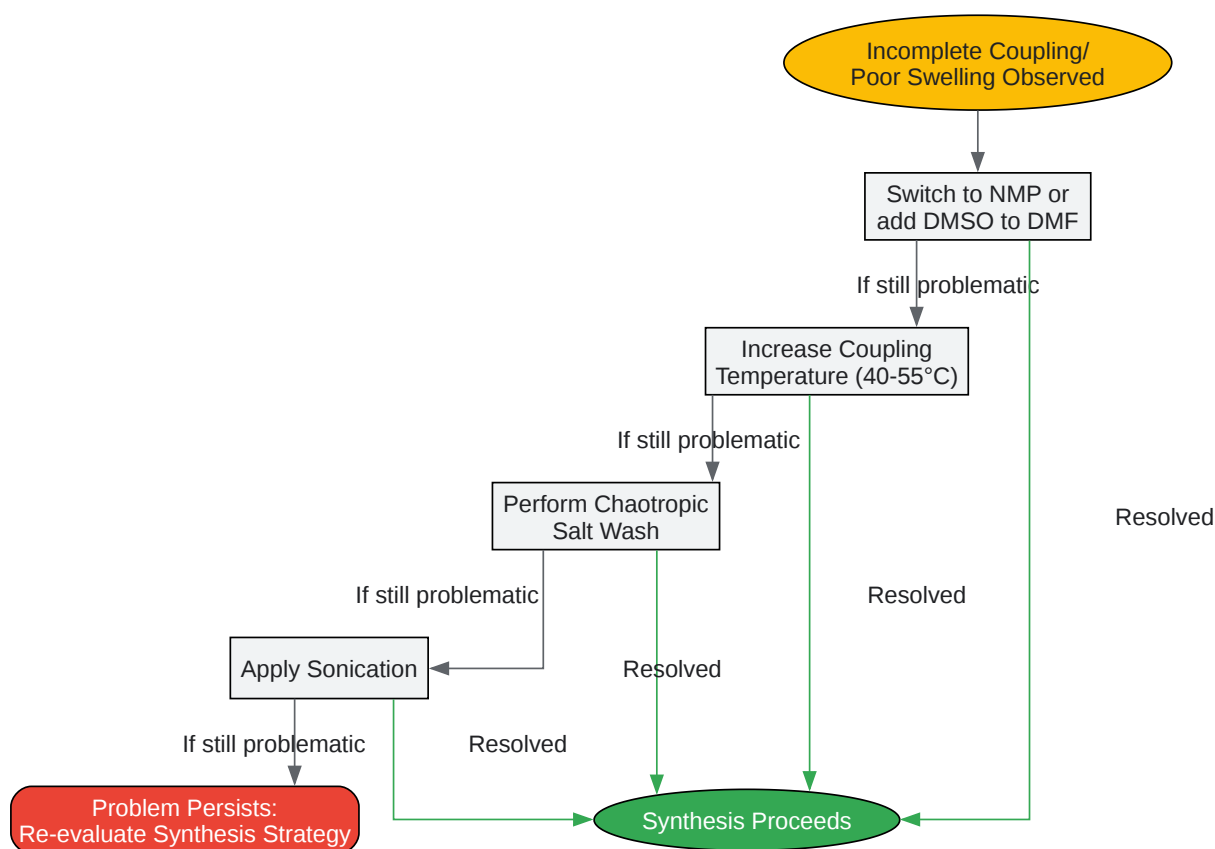 Incomplete Coupling/
Poor Swelling Observed
Switch to NMP or
add DMSO to DMF
If still problematic
Increase Coupling
Temperature (40-55°C)
If still problematic
Perform Chaotropic
Salt Wash
Resolved
If still problematic
Resolved
Apply Sonication
Resolved
If still problematic
Resolved
Problem Persists:
Re-evaluate Synthesis Strategy
Synthesis Proceeds